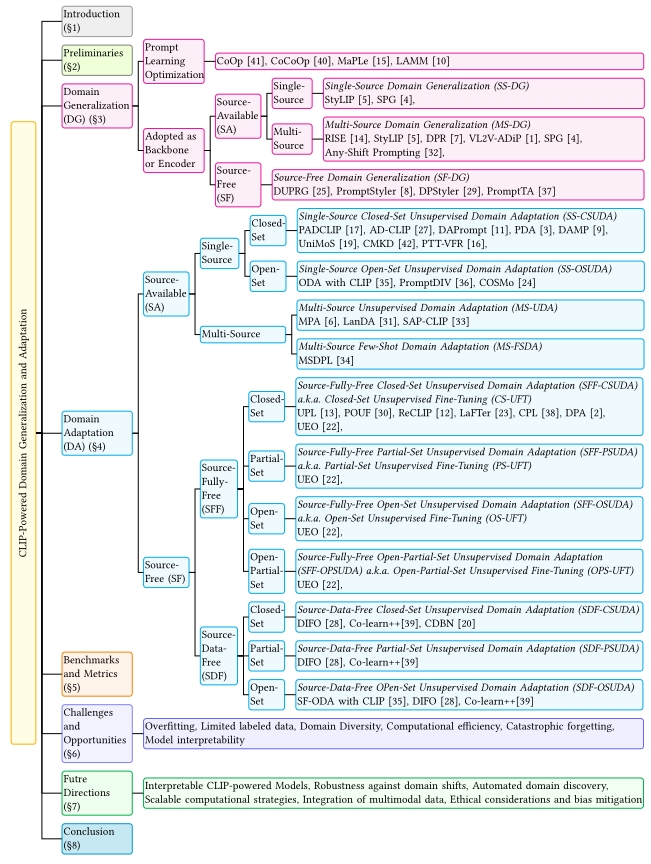 CLIP-Powered Domain Generalization and Adaptation
Introduction
(§1)
Preliminaries
(§2)
Domain
Generalization
(DG) (§3)
Prompt
Learning
Optimization
CoOp [41], CoCoOp [40], MaPLe [15], LAMM [10]
Adopted as
Backbone
or Encoder
Source-
Available
(SA)
Single-
Source
Single-Source Domain Generalization (SS-DG)
StyLIP [5], SPG [4],
Multi-
Source
Multi-Source Domain Generalization (MS-DG)
RISE [14], StyLIP [5], DPR [7], VL2V-ADiP [1], SPG [4],
Any-Shift Prompting [32],
Source-
Free
(SF)
Source-Free Domain Generalization (SF-DG)
DUPRG [25], PromptStyler [8], DPStyler [29], PromptTA [37]
Domain
Adaptation
(DA) (§4)
Source-
Available
(SA)
Single-
Source
Closed-
Set
Single-Source Closed-Set Unsupervised Domain Adaptation (SS-CSUDA)
PADCLIP [17], AD-CLIP [27], DAPrompt [11], PDA [3], DAMP [9],
UniMoS [19], CMKD [42], PTT-VFR [16],
Open-
Set
Single-Source Open-Set Unsupervised Domain Adaptation (SS-OSUDA)
ODA with CLIP [35], PromptDIV [36], COSMo [24]
Multi-Source
Multi-Source Unsupervised Domain Adaptation (MS-UDA)
MPA [6], LanDA [31], SAP-CLIP [33]
Multi-Source Few-Shot Domain Adaptation (MS-FSDA)
MSDPL [34]
Source-
Free (SF)
Source-
Fully-
Free
(SFF)
Closed-
Set
Source-Fully-Free Closed-Set Unsupervised Domain Adaptation (SFF-CSUDA)
a.k.a. Closed-Set Unsupervised Fine-Tuning (CS-UFT)
UPL [13], POUF [30], ReCLIP [12], LaFTer [23], CPL [38], DPA [2],
UEO [22],
Partial-
Set
Source-Fully-Free Partial-Set Unsupervised Domain Adaptation (SFF-PSUDA)
a.k.a. Partial-Set Unsupervised Fine-Tuning (PS-UFT)
UEO [22],
Open-
Set
Source-Fully-Free Open-Set Unsupervised Domain Adaptation (SFF-OSUDA)
a.k.a. Open-Set Unsupervised Fine-Tuning (OS-UFT)
UEO [22],
Open-
Partial-
Set
Source-Fully-Free Open-Partial-Set Unsupervised Domain Adaptation
(SFF-OPSUDA) a.k.a. Open-Partial-Set Unsupervised Fine-Tuning (OPS-UFT)
UEO [22],
Source-
Data-
Free
(SDF)
Closed-
Set
Source-Data-Free Closed-Set Unsupervised Domain Adaptation (SDF-CSUDA)
DIFO [28], Co-learn++[39], CDBN [20]
Partial-
Set
Source-Data-Free Partial-Set Unsupervised Domain Adaptation (SDF-PSUDA)
DIFO [28], Co-learn++[39]
Open-
Set
Source-Data-Free OPen-Set Unsupervised Domain Adaptation (SDF-OSUDA)
SF-ODA with CLIP [35], DIFO [28], Co-learn++[39]
Benchmarks
and Metrics
(§5)
Challenges
and
Opportunities
(§6)
Overfitting, Limited labeled data, Domain Diversity, Computational efficiency, Catastrophic forgetting,
Model interpretability
Futre
Directions
(§7)
Interpretable CLIP-powered Models, Robustness against domain shifts, Automated domain discovery,
Scalable computational strategies, Integration of multimodal data, Ethical considerations and bias mitigation
Conclusion
(§8)